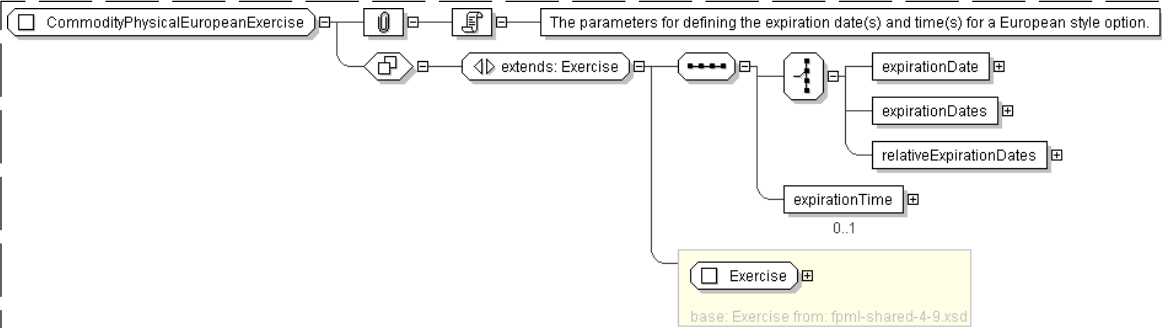 CommodityPhysicalEuropeanExercise
The parameters for defining the expiration date(s) and time(s) for a European style option.
extends: Exercise
expirationDate
expirationDates
relativeExpirationDates
expirationTime
0..1
Exercise
base: Exercise from: fpml-shared-4-9.xsd